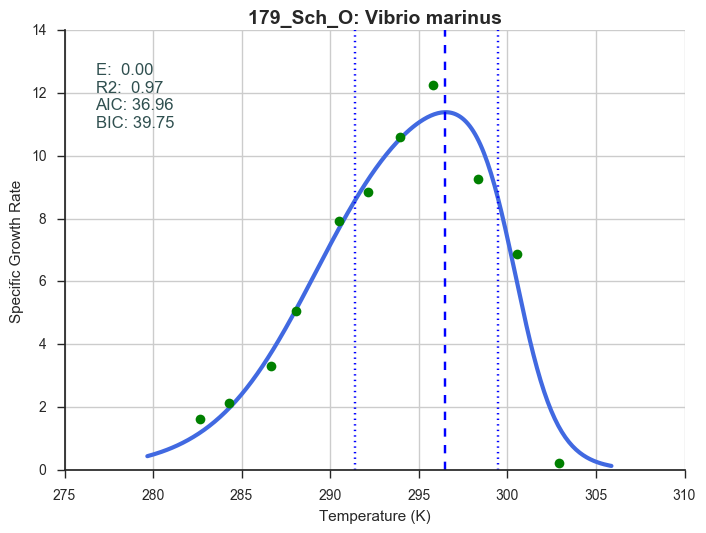 179_Sch_O: Vibrio marinus
E: 0.00
R2: 0.97
AIC: 36.96
BIC: 39.75
Specific Growth Rate
14
12
10
8
6
4
2
0
275 280 285 290 295 300 305 310
Temperature (K)